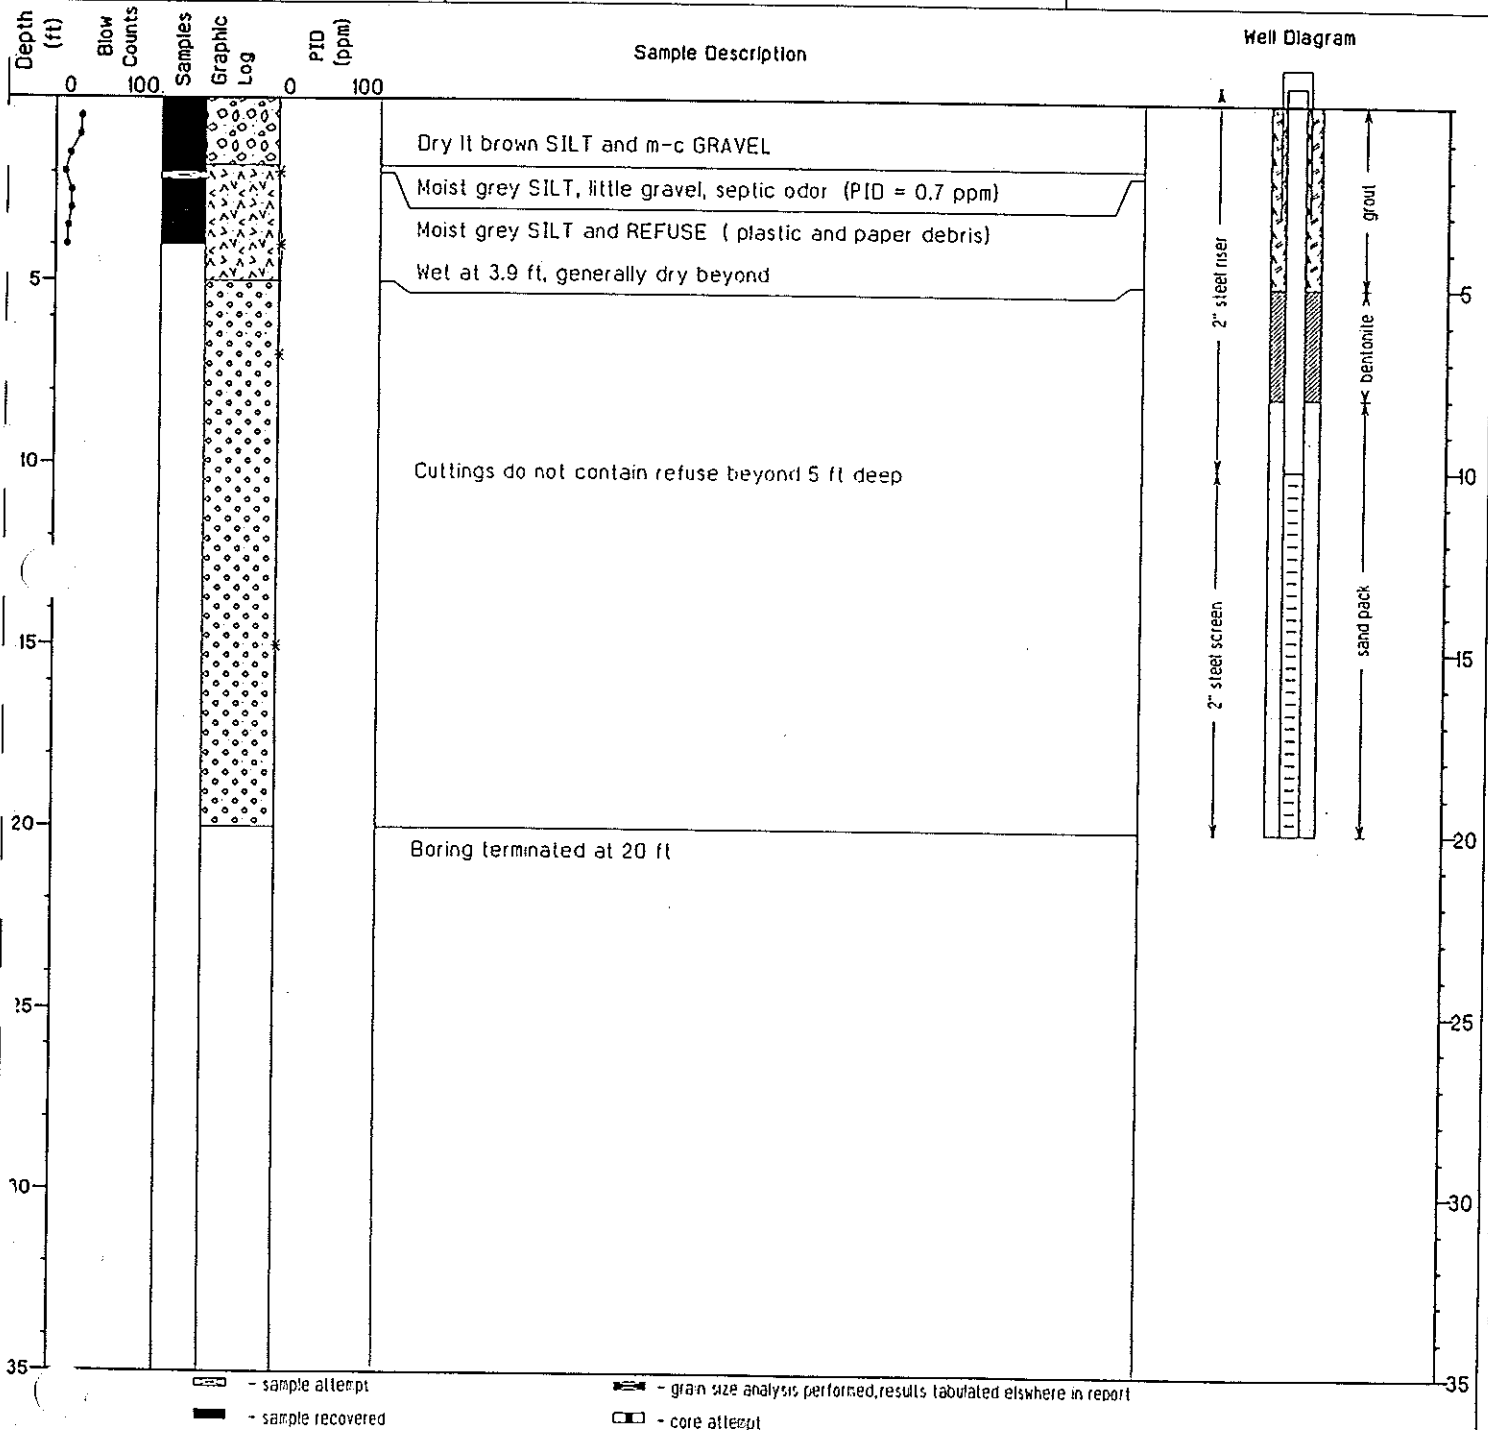 Depth (ft)
Blow Counts
Samples
Graphic Log
PID (ppm)
Sample Description
Well Diagram
0 100
0 100
Dry lt brown SILT and m-c GRAVEL
Moist grey SILT, little gravel, septic odor (PID = 0.7 ppm)
Moist grey SILT and REFUSE ( plastic and paper debris)
Wet at 3.9 ft, generally dry beyond
Cuttings do not contain refuse beyond 5 ft deep
Boring terminated at 20 ft
5
10
15
20
25
30
35
2" steel riser
2" steel screen
grout
bentonite
sand pack
5
10
15
20
25
30
35
- sample attempt
- grain size analysis performed,results tabulated elswhere in report
- sample recovered
- core attempt